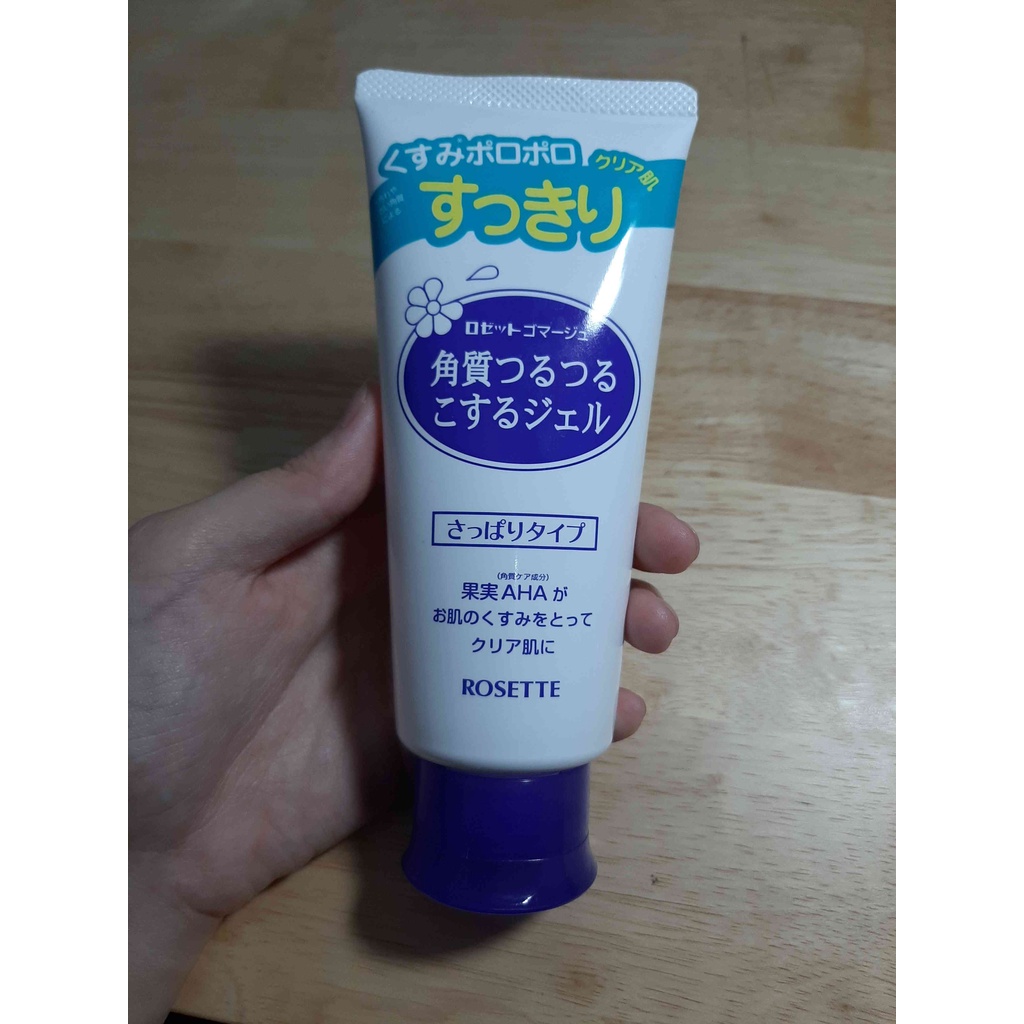 くすみポロポロ
クリア肌
すっきり
ロゼットゴマージュ
角質つるつる
こするジェル
さっぱりタイプ
(角質ケア成分)
果実AHAが
お肌のくすみをとって
クリア肌に
ROSETTE